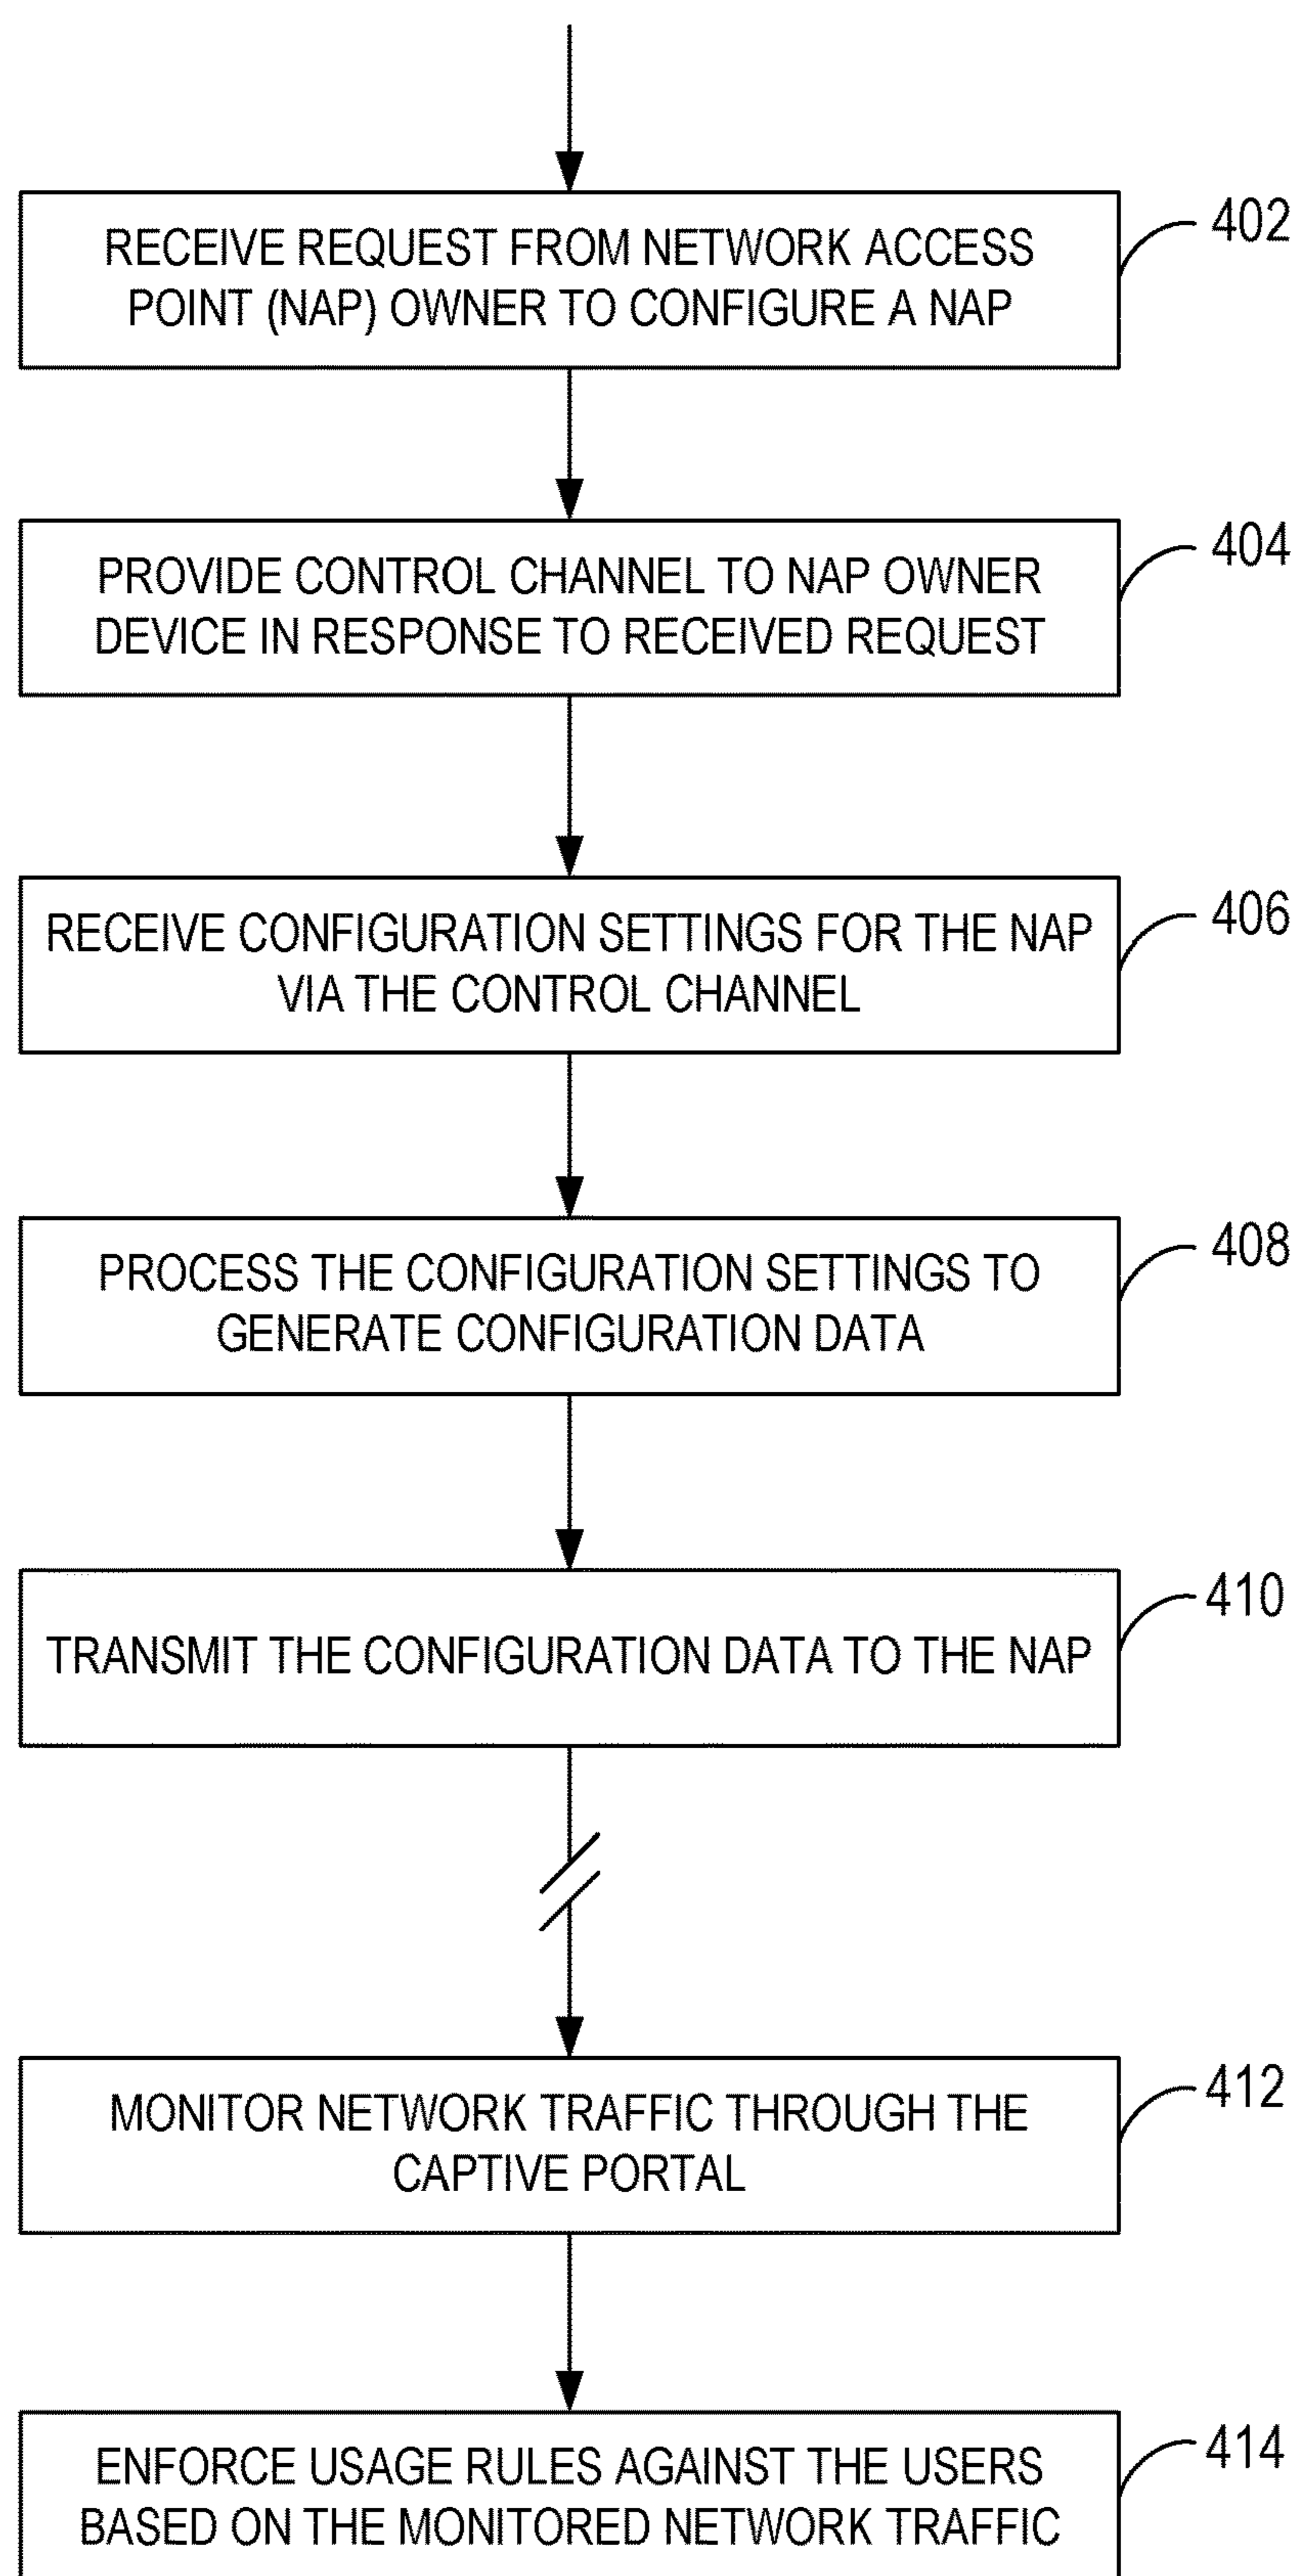 402
RECEIVE REQUEST FROM NETWORK ACCESS
POINT (NAP) OWNER TO CONFIGURE A NAP
404
PROVIDE CONTROL CHANNEL TO NAP OWNER
DEVICE IN RESPONSE TO RECEIVED REQUEST
406
RECEIVE CONFIGURATION SETTINGS FOR THE NAP
VIA THE CONTROL CHANNEL
408
PROCESS THE CONFIGURATION SETTINGS TO
GENERATE CONFIGURATION DATA
410
TRANSMIT THE CONFIGURATION DATA TO THE NAP
412
MONITOR NETWORK TRAFFIC THROUGH THE
CAPTIVE PORTAL
414
ENFORCE USAGE RULES AGAINST THE USERS
BASED ON THE MONITORED NETWORK TRAFFIC